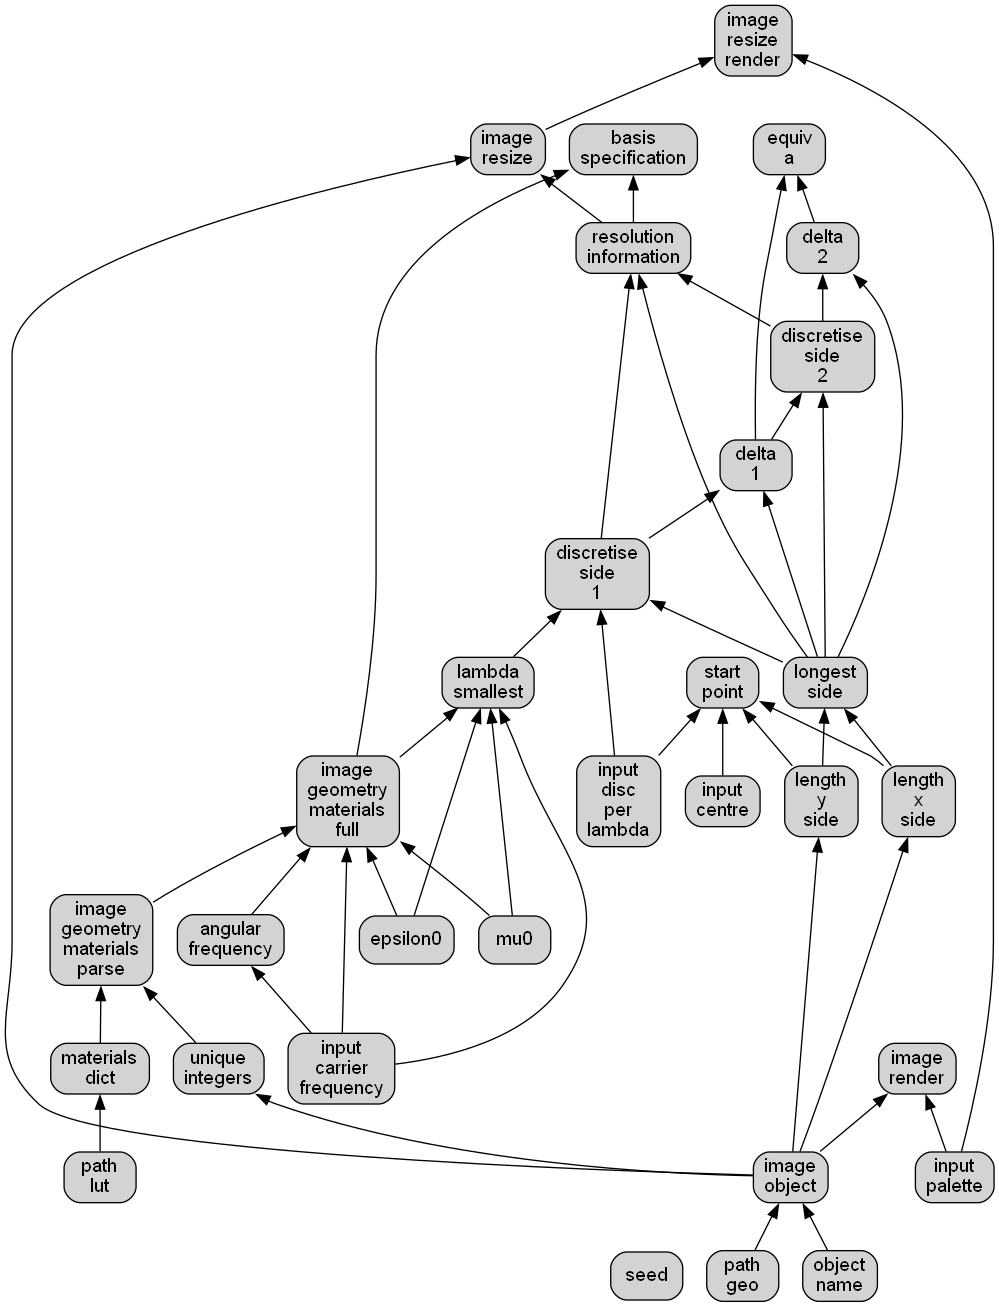 image
resize
render
image
resize
basis
specification
equiv
a
resolution
information
delta
2
discretise
side
2
delta
1
discretise
side
1
lambda
smallest
start
point
longest
side
image
geometry
materials
full
input
disc
per
lambda
input
centre
length
y
side
length
x
side
image
geometry
materials
parse
angular
frequency
epsilon0
mu0
materials
dict
unique
integers
input
carrier
frequency
image
render
path
lut
image
object
input
palette
seed
path
geo
object
name